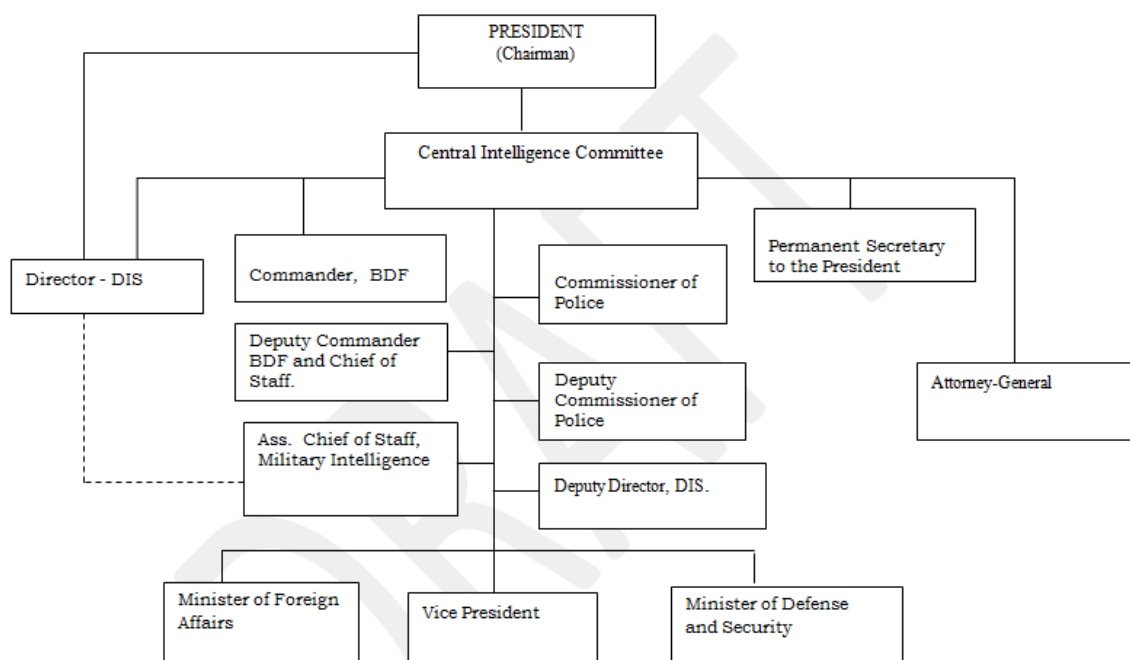 PRESIDENT
(Chairman)
Central Intelligence Committee
Director - DIS
Commander, BDF
Permanent Secretary
to the President
Commissioner of
Police
Deputy Commander
BDF and Chief of
Staff.
Deputy
Commissioner of
Police
Attorney-General
Ass. Chief of Staff,
Military Intelligence
Deputy Director, DIS.
Minister of Foreign
Affairs
Vice President
Minister of Defense
and Security
DRAFT